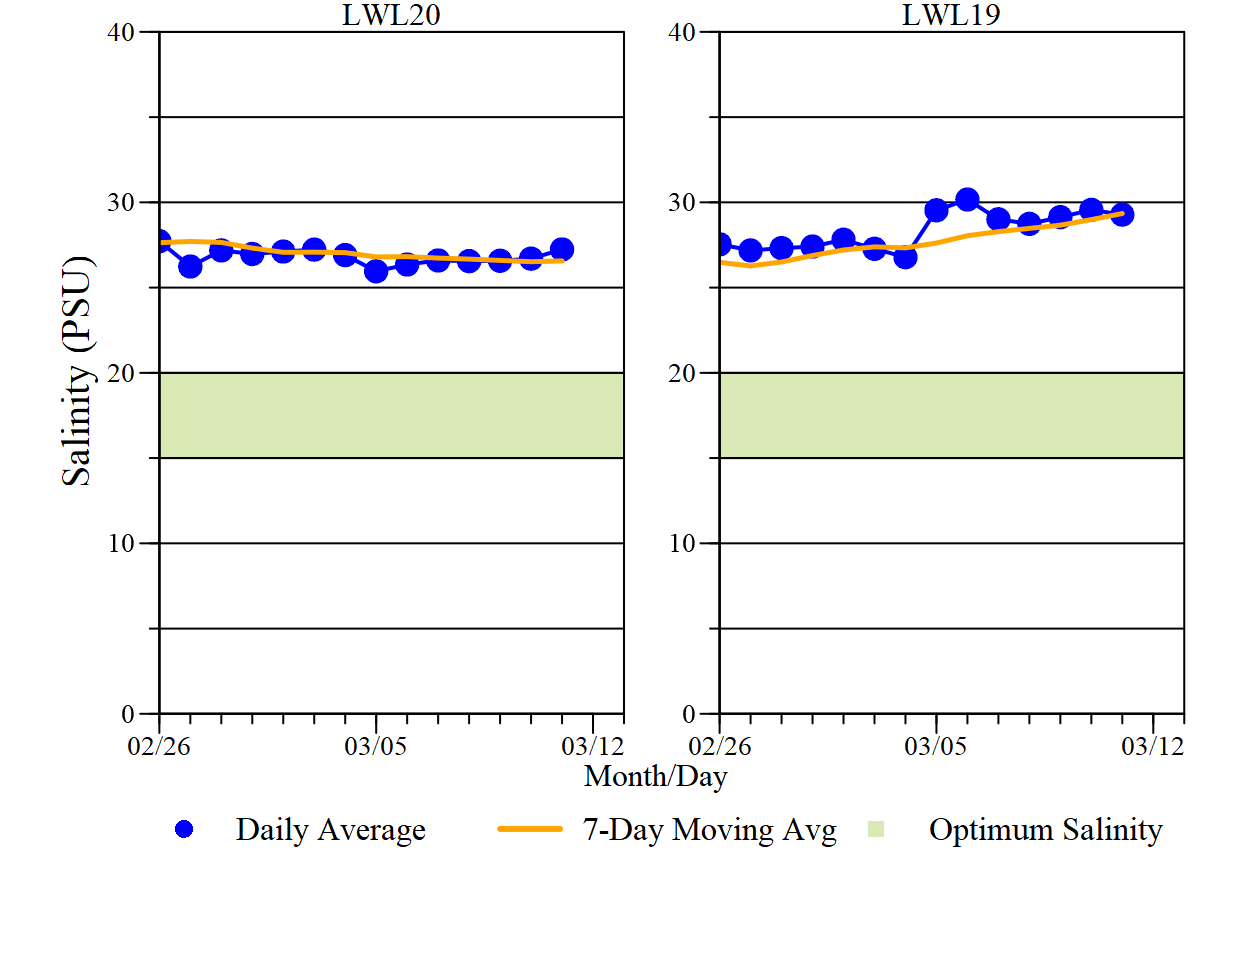 LWL20 LWL19
40 40
30 30
20 20
10 10
0 0
Salinity (PSU)
02/26 03/05 03/12 02/26 03/05 03/12
Month/Day
Daily Average 7-Day Moving Avg Optimum Salinity